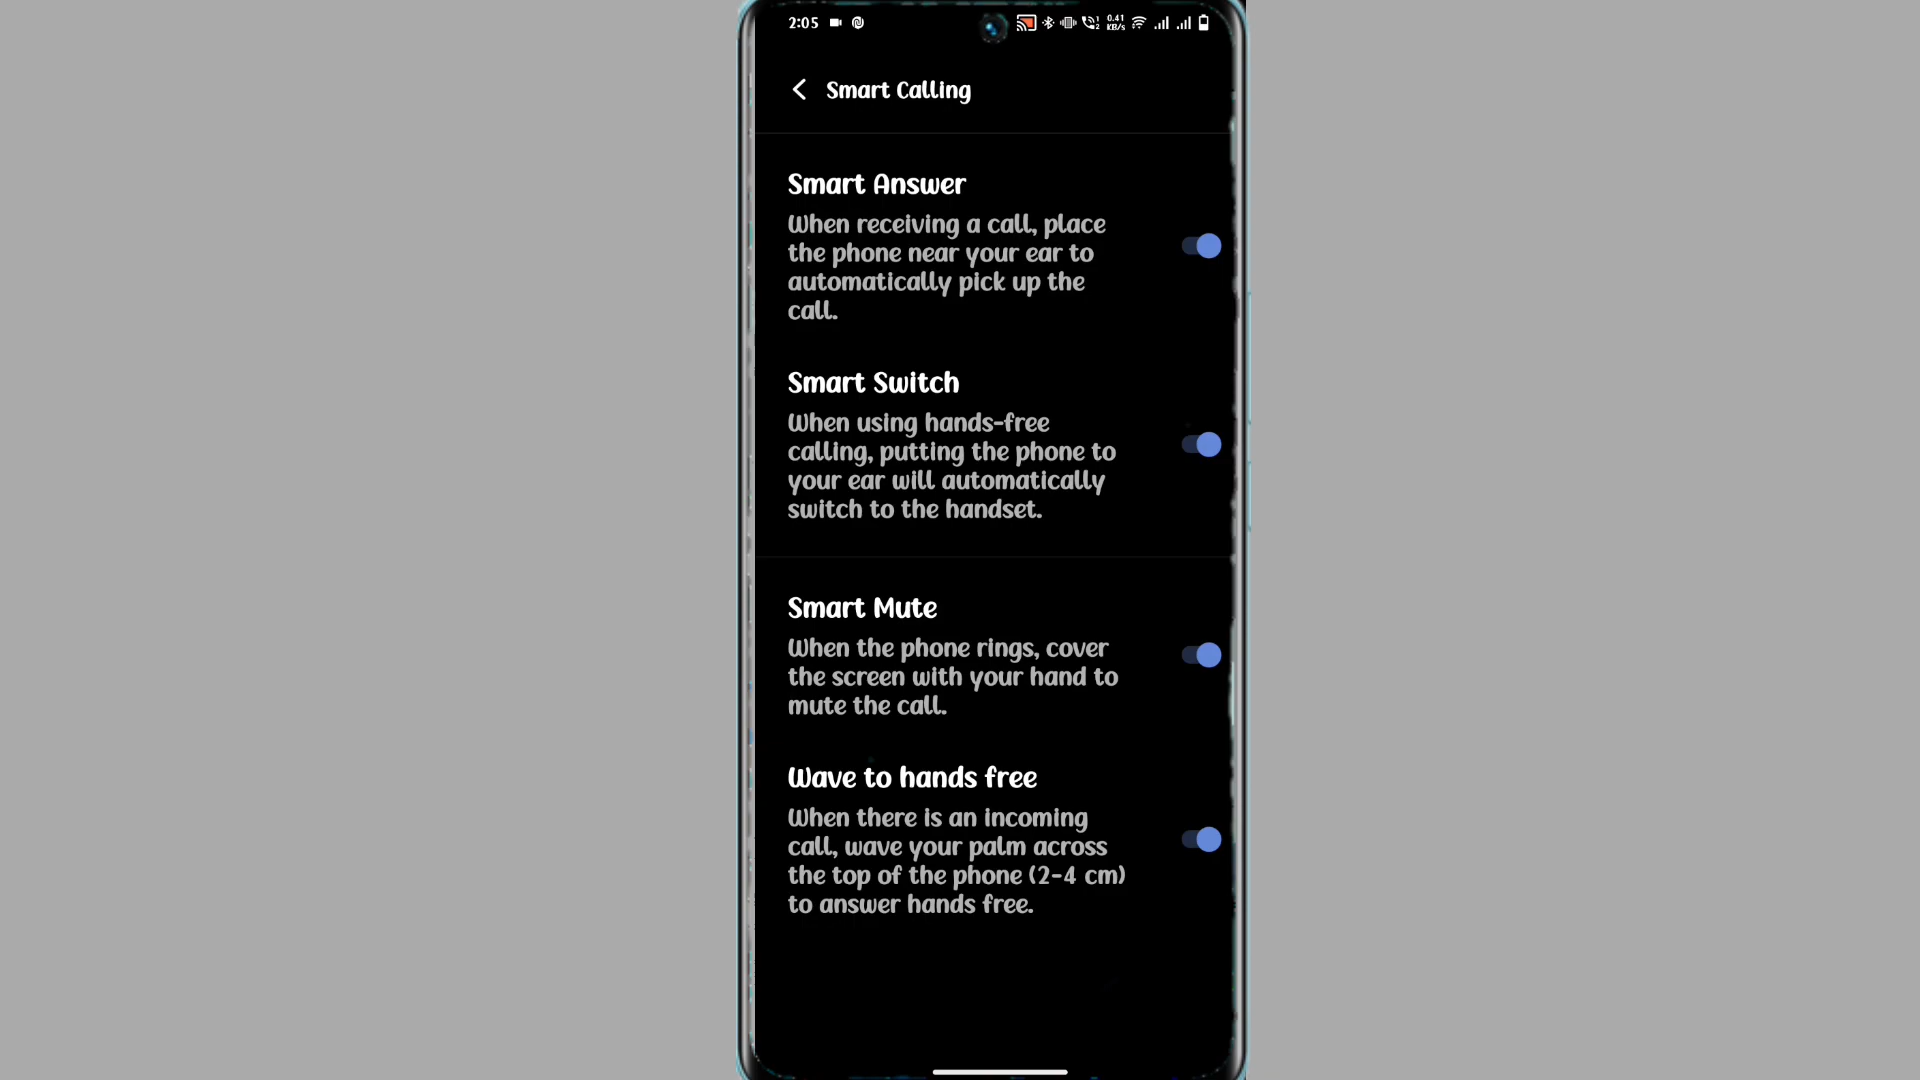 2:05
0.41
KB/s
Smart Calling
Smart Answer
When receiving a call, place
the phone near your ear to
automatically pick up the
call.
Smart Switch
When using hands-free
calling, putting the phone to
your ear will automatically
switch to the handset.
Smart Mute
When the phone rings, cover
the screen with your hand to
mute the call.
Wave to hands free
When there is an incoming
call, wave your palm across
the top of the phone (2-4 cm)
to answer hands free.